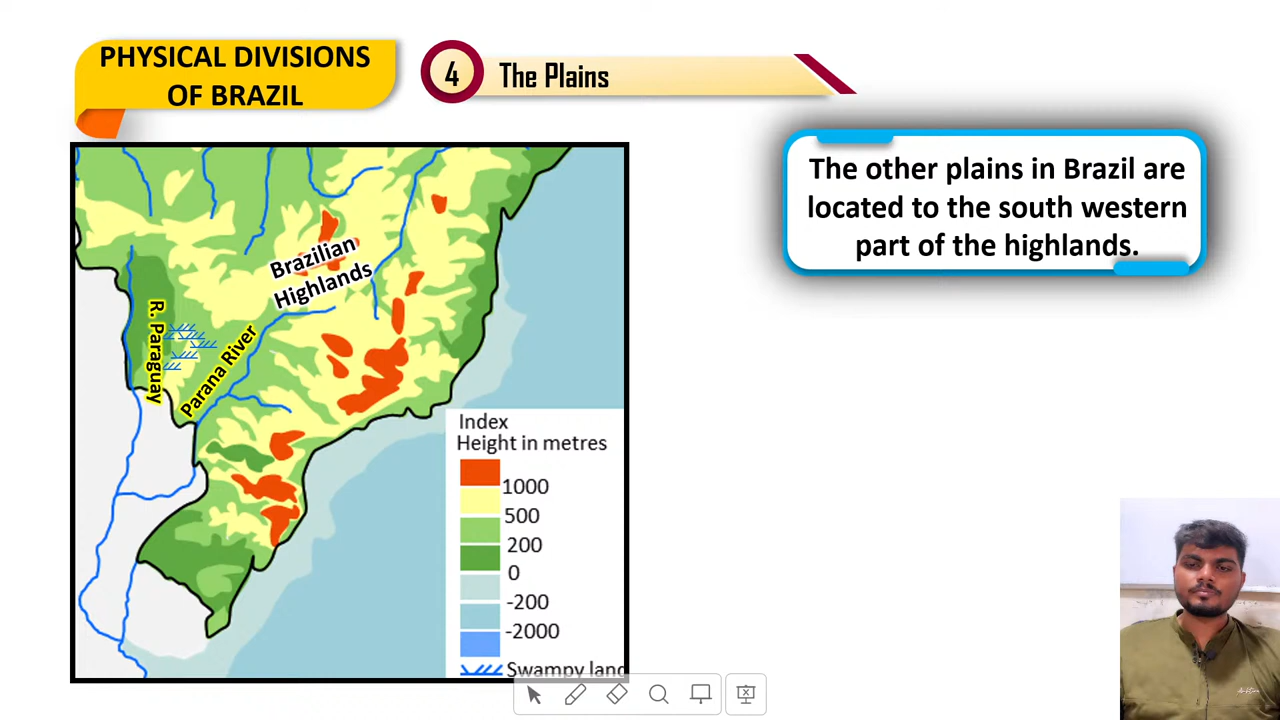 PHYSICAL DIVISIONS
OF BRAZIL
4
The Plains
The other plains in Brazil are
located to the south western
part of the highlands.
Brazilian
Highlands
R. Paraguay
Parana River
Index
Height in metres
1000
500
200
0
-200
-2000
Swampy land